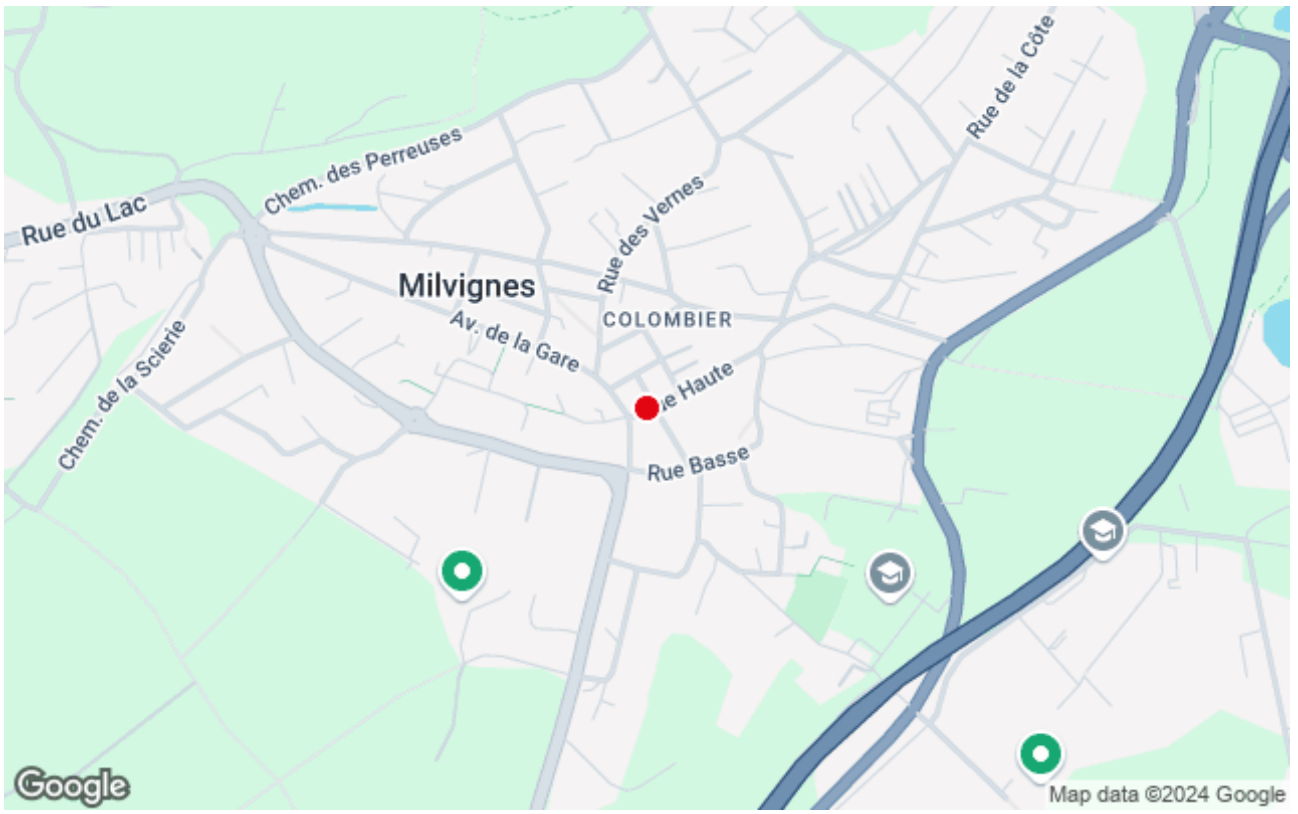 Rue de la Côte
Chem. des Perreuses
Rue du Lac
Rue des Vernes
Milvignes
COLOMBIER
Av. de la Gare
Chem. de la Scierie
ue Haute
Rue Basse
Google
Map data ©2024 Google